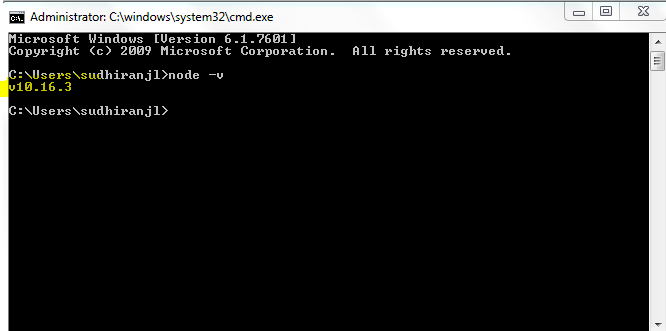 Administrator: C:\windows\system32\cmd.exe
Microsoft Windows [Version 6.1.7601]
Copyright (c) 2009 Microsoft Corporation.  All rights reserved.
C:\Users\sudhiranjl>node -v
v10.16.3
C:\Users\sudhiranjl>